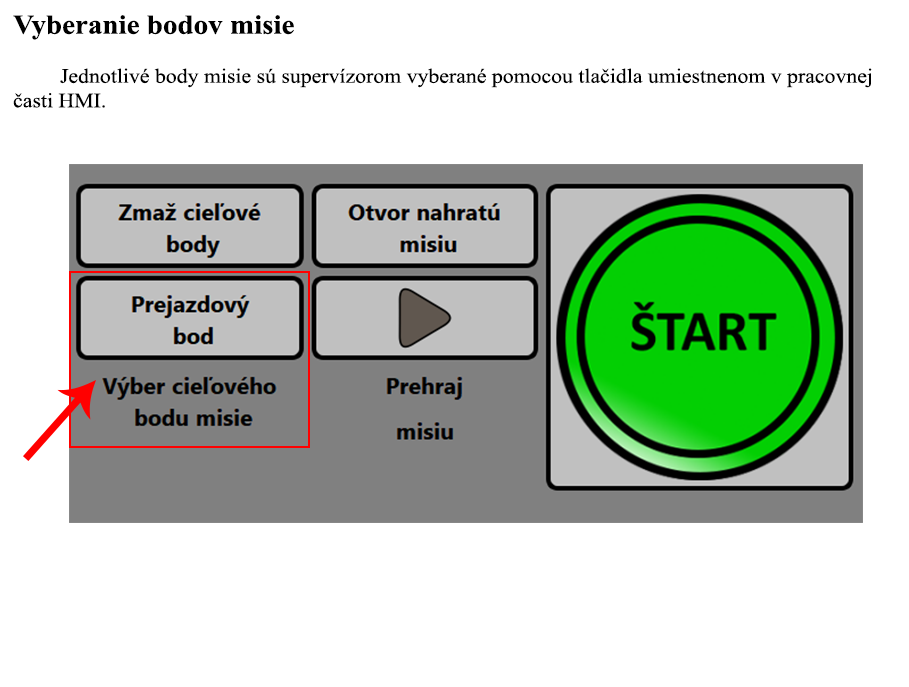 Vyberanie bodov misie
Jednotlivé body misie sú supervízorom vyberané pomocou tlačidla umiestnenom v pracovnej
časti HMI.
Zmaž cieľové
body
Otvor nahratú
misiu
Prejazdový
bod
ŠTART
Výber cieľového
bodu misie
Prehraj
misiu